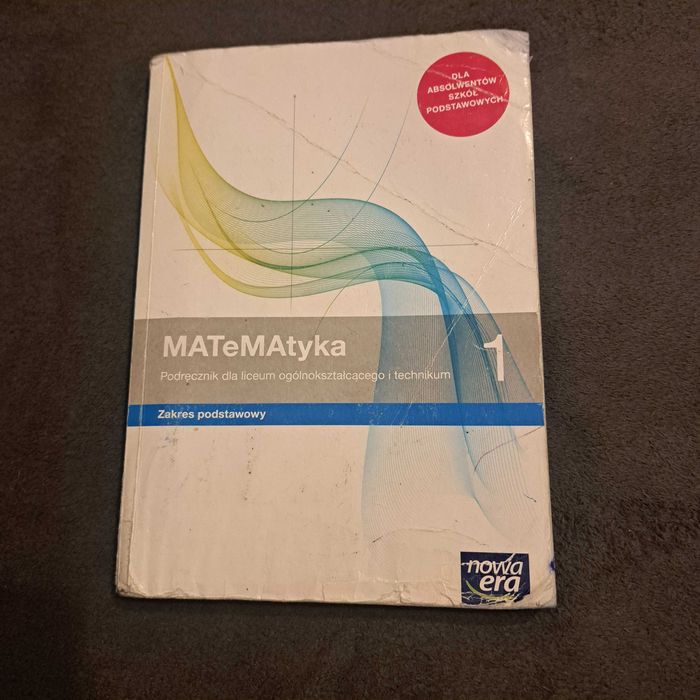 DLA
ABSOLWENTÓW
SZKÓŁ
PODSTAWOWYCH
MATeMAtyka
1
Podręcznik dla liceum ogólnokształcącego i technikum
Zakres podstawowy
nowa
era